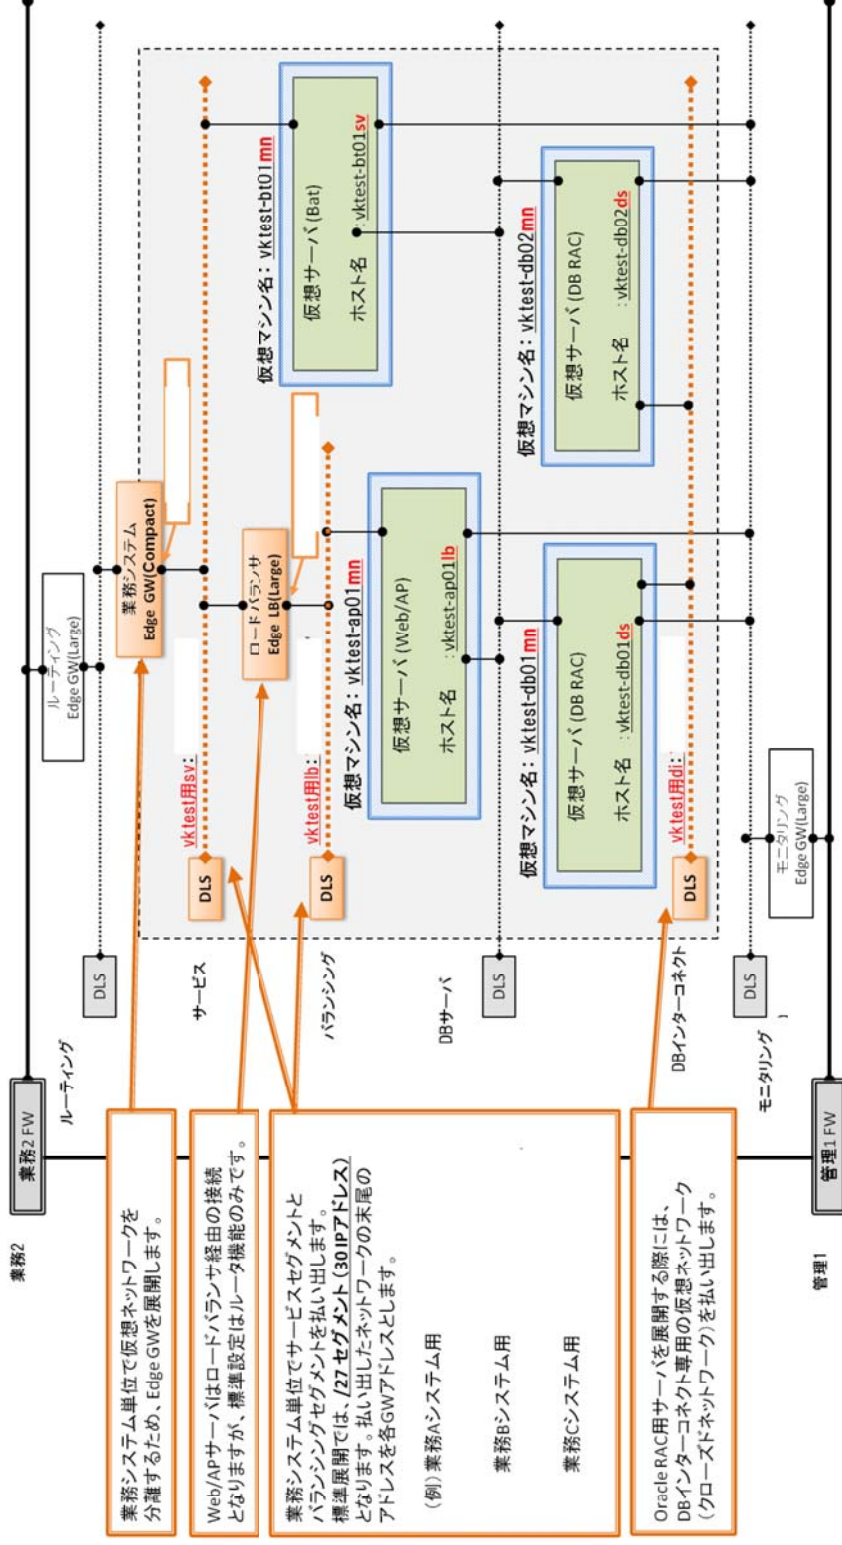 業務2
業務2 FW
ルーティング
DLS
ルーティング
Edge GW(Large)
業務システム
Edge GW(Compact)
サービス
DLS
vktest用sv:
ロードバランサ
Edge LB(Large)
バランシング
DLS
vktest用lb:
仮想マシン名：vktest-bt01mn
仮想サーバ(Bat)
ホスト名 :vktest-bt01sv
仮想マシン名：vktest-ap01mn
仮想サーバ(Web/AP)
ホスト名 :vktest-ap01lb
DBサーバ
DLS
仮想マシン名：vktest-db01mn
仮想サーバ(DB RAC)
ホスト名 :vktest-db01ds
仮想マシン名：vktest-db02mn
仮想サーバ(DB RAC)
ホスト名 :vktest-db02ds
DBインターコネクト
DLS
vktest用di:
モニタリング
DLS
モニタリング
Edge GW(Large)
管理1
管理1 FW
業務システム単位で仮想ネットワークを
分離するため、Edge GWを展開します。
Web/APサーバはロードバランサ経由の接続
となりますが、標準設定はルータ機能のみです。
業務システム単位でサービスセグメントと
バランシングセグメントを払い出します。
標準展開では、/27 セグメント(30IPアドレス)
となります。払い出したネットワークの末尾の
アドレスを各GWアドレスとします。
(例)業務Aシステム用
業務Bシステム用
業務Cシステム用
Oracle RAC用サーバを展開する際には、
DBインターコネクト専用の仮想ネットワーク
(クローズドネットワーク)を払い出します。